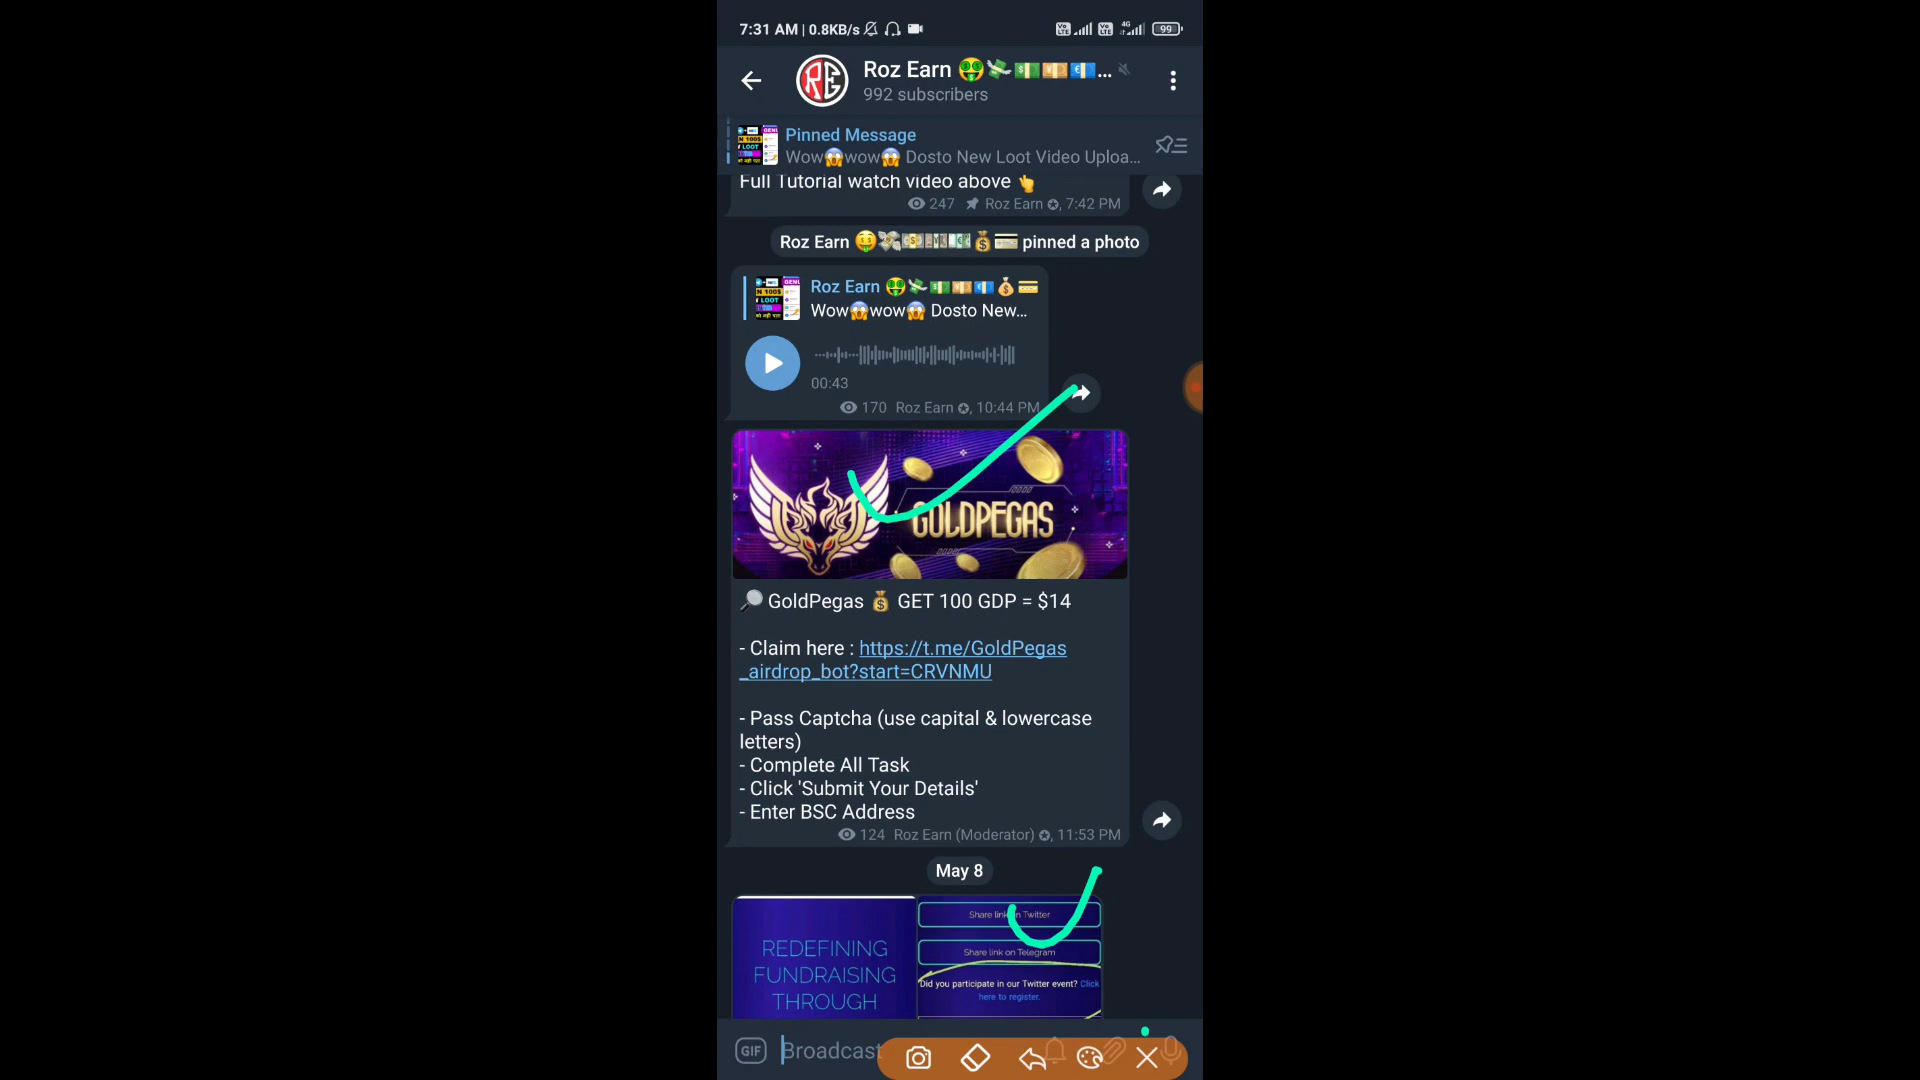 7:31 AM | 0.8KB/s
4G
99
Roz Earn 🤑💸💵💴💶...
992 subscribers
Pinned Message
Wow😱wow😱 Dosto New Loot Video Uploa...
Full Tutorial watch video above 👆
247 Roz Earn ✪, 7:42 PM
Roz Earn 🤑💸💵💴💶💰💳 pinned a photo
Roz Earn 🤑💸💵💴💶💰💳
Wow😱wow😱 Dosto New...
00:43
170 Roz Earn ✪, 10:44 PM
GOLDPEGAS
🔎 GoldPegas 💰 GET 100 GDP = $14
- Claim here : https://t.me/GoldPegas
_airdrop_bot?start=CRVNMU
- Pass Captcha (use capital & lowercase
letters)
- Complete All Task
- Click 'Submit Your Details'
- Enter BSC Address
124 Roz Earn (Moderator) ✪, 11:53 PM
May 8
REDEFINING
FUNDRAISING
THROUGH
Share link on Twitter
Share link on Telegram
Did you participate in our Twitter event? Click
here to register.
GIF
Broadcast